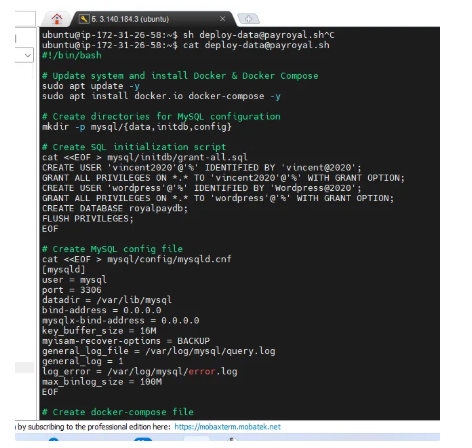 5. 3.140.184.3 (ubuntu)
ubuntu@ip-172-31-26-58:~$ sh deploy-data@payroyal.sh^C
ubuntu@ip-172-31-26-58:~$ cat deploy-data@payroyal.sh
#!/bin/bash
# Update system and install Docker & Docker Compose
sudo apt update -y
sudo apt install docker.io docker-compose -y
# Create directories for MySQL configuration
mkdir -p mysql/{data,initdb,config}
# Create SQL initialization script
cat <<EOF > mysql/initdb/grant-all.sql
CREATE USER 'vincent2020'@'%' IDENTIFIED BY 'vincent@2020';
GRANT ALL PRIVILEGES ON *.* TO 'vincent2020'@'%' WITH GRANT OPTION;
CREATE USER 'wordpress'@'%' IDENTIFIED BY 'Wordpress@2020';
GRANT ALL PRIVILEGES ON *.* TO 'wordpress'@'%' WITH GRANT OPTION;
CREATE DATABASE royalpaydb;
FLUSH PRIVILEGES;
EOF
# Create MySQL config file
cat <<EOF > mysql/config/mysqld.cnf
[mysqld]
user = mysql
port = 3306
datadir = /var/lib/mysql
bind-address = 0.0.0.0
mysqlx-bind-address = 0.0.0.0
key_buffer_size = 16M
myisam-recover-options = BACKUP
general_log_file = /var/log/mysql/query.log
general_log = 1
log_error = /var/log/mysql/error.log
max_binlog_size = 100M
EOF
# Create docker-compose file
by subscribing to the professional edition here: https://mobaxterm.mobatek.net